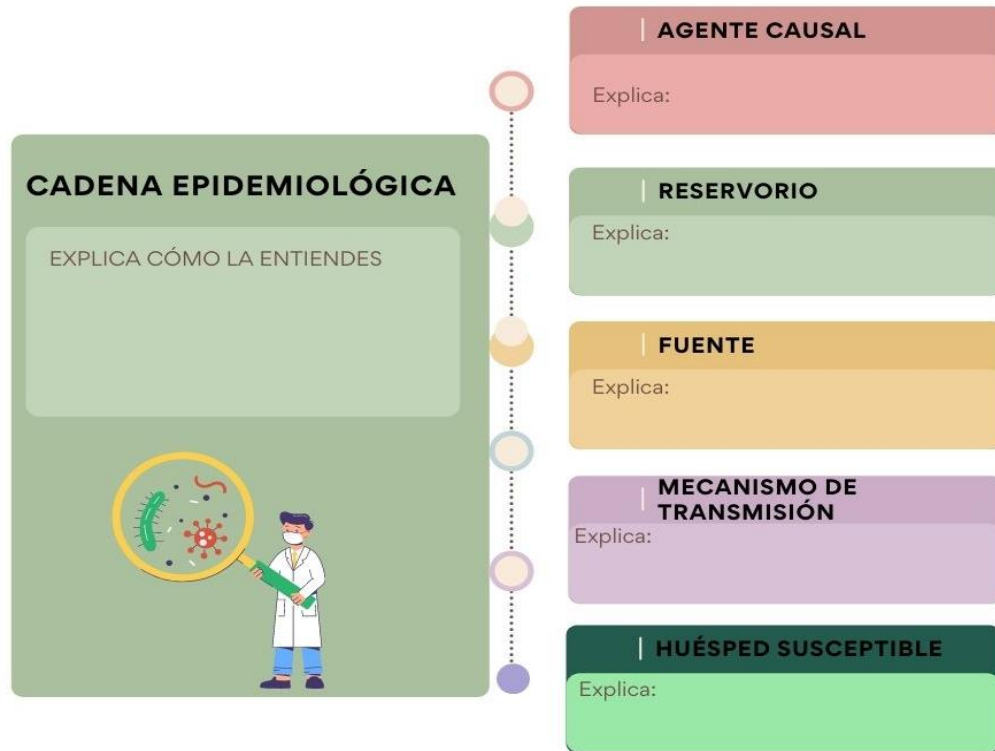 CADENA EPIDEMIOLÓGICA
EXPLICA CÓMO LA ENTIENDES
AGENTE CAUSAL
Explica:
RESERVORIO
Explica:
FUENTE
Explica:
MECANISMO DE
TRANSMISIÓN
Explica:
HUÉSPED SUSCEPTIBLE
Explica: